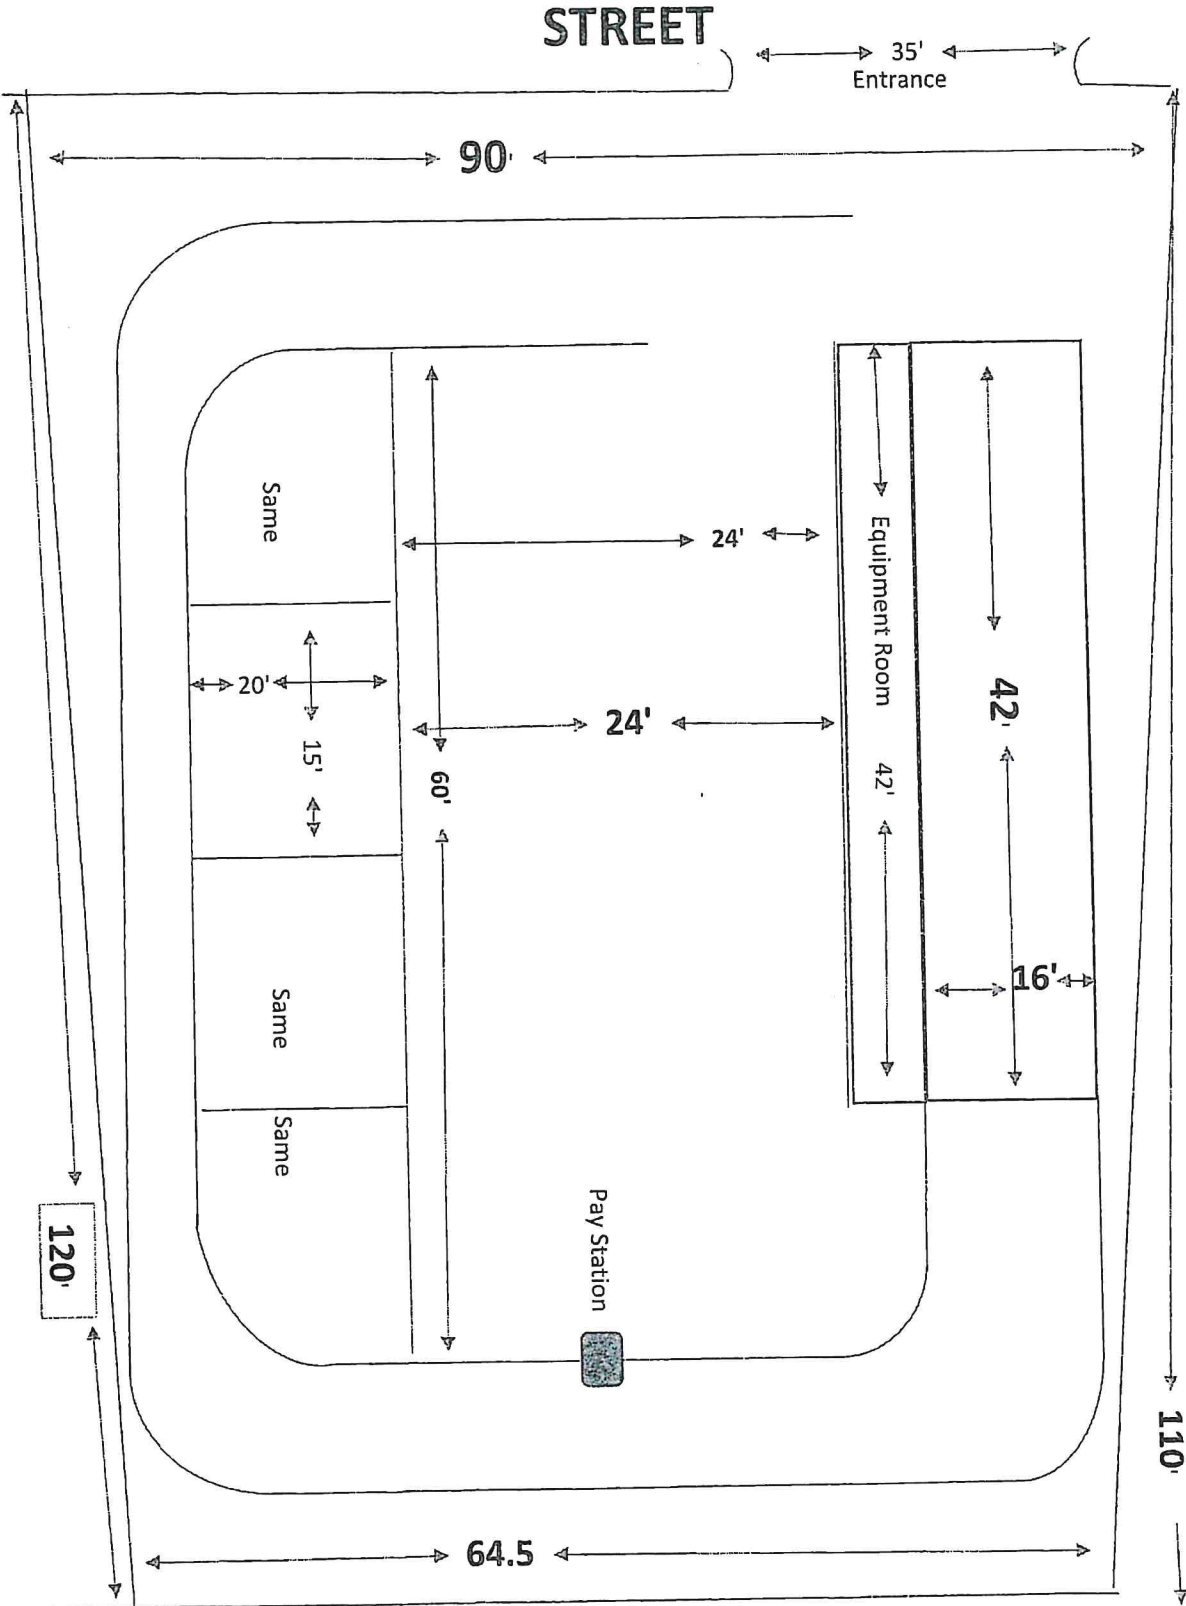 STREET
35'
Entrance
90'
Same
24'
Equipment Room 42'
42'
20'
15'
24'
60'
16'
Same
Same
Pay Station
120'
110'
64.5